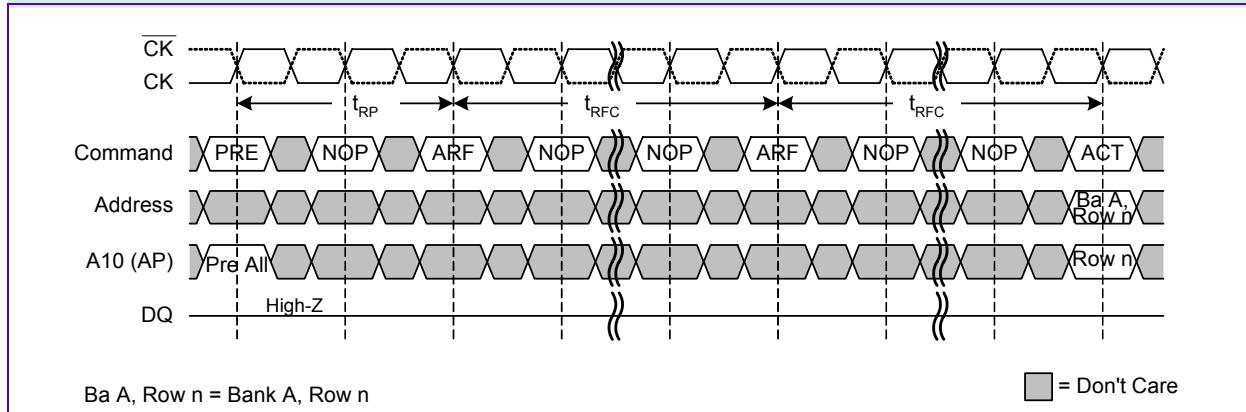 CK
CK
tRP
tRFC
tRFC
Command
PRE
NOP
ARF
NOP
NOP
ARF
NOP
NOP
ACT
Address
Ba A,
Row n
A10 (AP)
Pre All
Row n
High-Z
DQ
Ba A, Row n = Bank A, Row n
= Don't Care